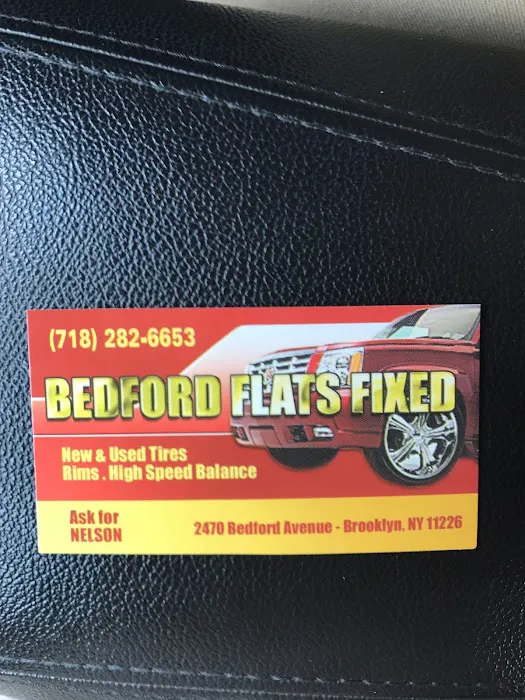 (718) 282-6653
BEDFORD FLATS FIXED
New & Used Tires
Rims . High Speed Balance
Ask for
NELSON
2470 Bedford Avenue - Brooklyn, NY 11226